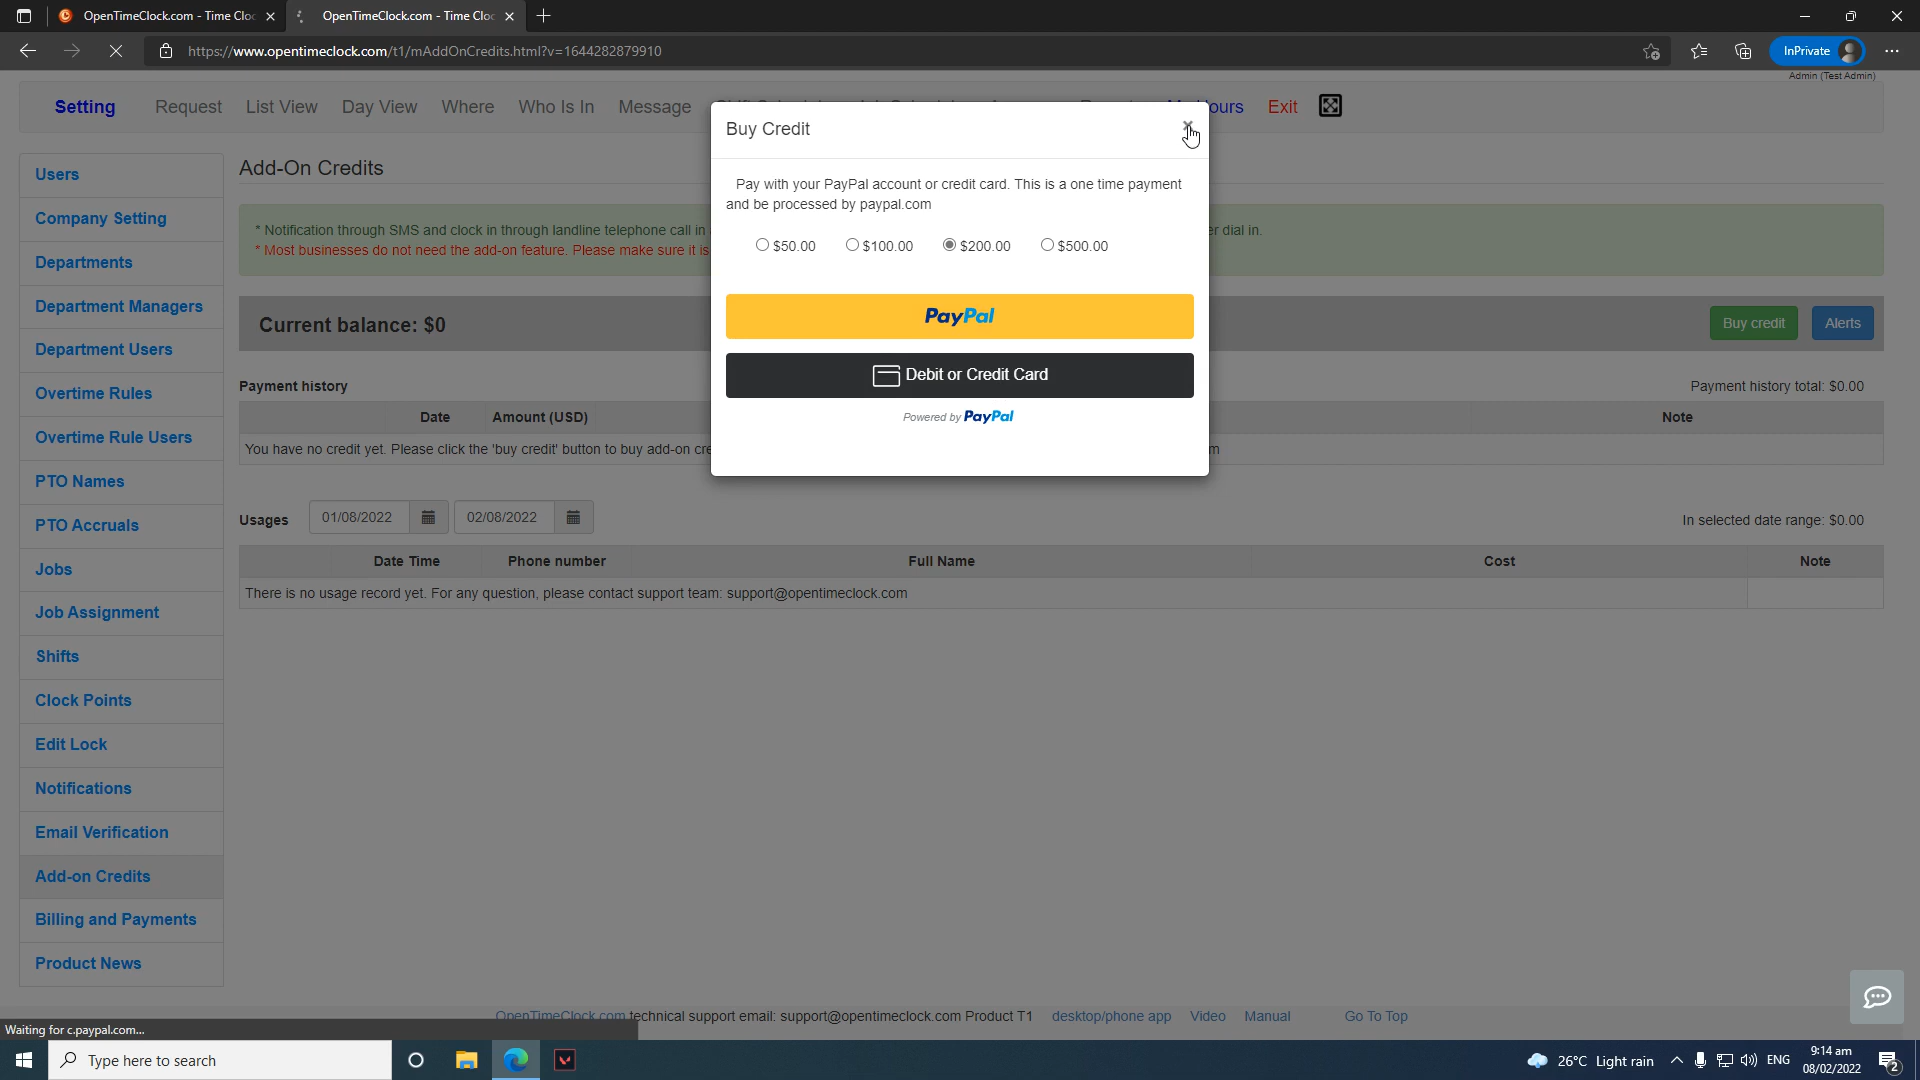 OpenTimeClock.com - Time Cloc
OpenTimeClock.com - Time Cloc
https://www.opentimeclock.com/t1/mAddOnCredits.html?v=1644282879910
InPrivate
Admin (Test Admin)
Setting Request List View Day View Where Who Is In Message ours Exit
Buy Credit
Pay with your PayPal account or credit card. This is a one time payment
and be processed by paypal.com
$50.00 $100.00 $200.00 $500.00
PayPal
Debit or Credit Card
Powered by PayPal
Users
Company Setting
Departments
Department Managers
Department Users
Overtime Rules
Overtime Rule Users
PTO Names
PTO Accruals
Jobs
Job Assignment
Shifts
Clock Points
Edit Lock
Notifications
Email Verification
Add-on Credits
Billing and Payments
Product News
Add-On Credits
* Notification through SMS and clock in through landline telephone call in er dial in.
* Most businesses do not need the add-on feature. Please make sure it is
Current balance: $0
Buy credit Alerts
Payment history
Payment history total: $0.00
Date Amount (USD) Note
You have no credit yet. Please click the 'buy credit' button to buy add-on cre m
Usages 01/08/2022 02/08/2022
In selected date range: $0.00
Date Time Phone number Full Name Cost Note
There is no usage record yet. For any question, please contact support team: support@opentimeclock.com
OpenTimeClock.com technical support email: support@opentimeclock.com Product T1 desktop/phone app Video Manual Go To Top
Waiting for c.paypal.com...
Type here to search
26°C Light rain
ENG
9:14 am
08/02/2022
2